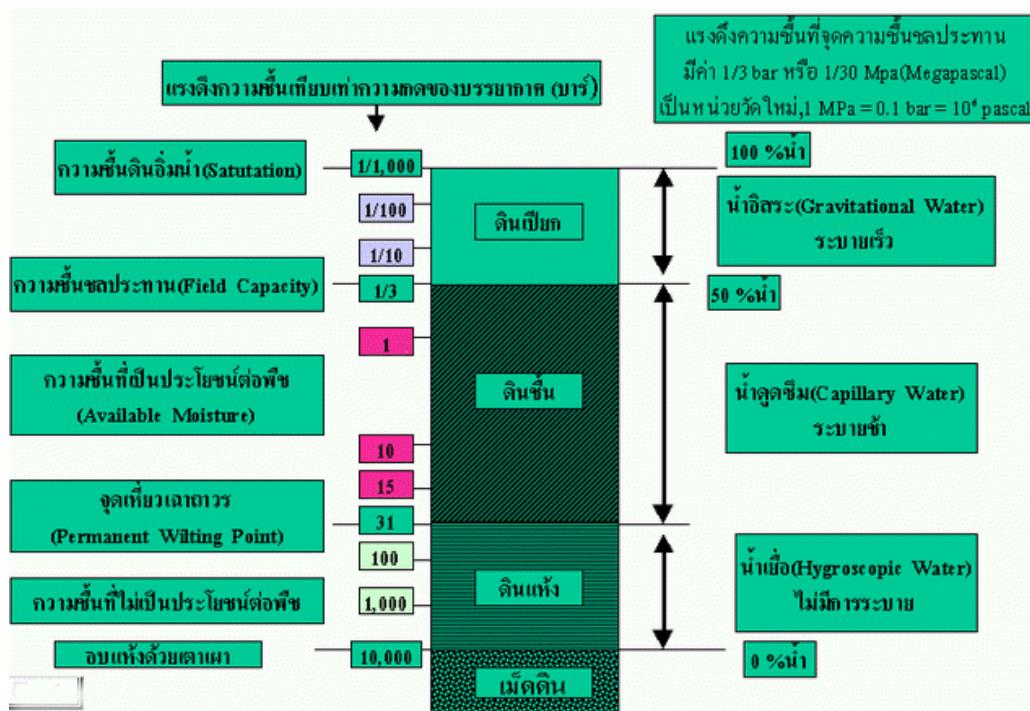 แรงดึงความชื้นที่จุดความชื้นชลประทาน
มีค่า 1/3 bar หรือ 1/30 Mpa(Megapascal)
เป็นหน่วยวัดใหม่,1 MPa = 0.1 bar = 10⁶ pascal
แรงดึงความชื้นเทียบเท่าความกดของบรรยากาศ (บาร์)
ความชื้นดินอิ่มน้ำ(Satutation)
1/1,000
100 %น้ำ
1/100
ดินเปียก
น้ำอิสระ(Gravitational Water)
ระบายเร็ว
1/10
ความชื้นชลประทาน(Field Capacity)
1/3
50 %น้ำ
1
ความชื้นที่เป็นประโยชน์ต่อพืช
(Available Moisture)
ดินชื้น
น้ำดูดซึม(Capillary Water)
ระบายช้า
10
15
จุดเหี่ยวเฉาถาวร
(Permanent Wilting Point)
31
100
น้ำเยื่อ(Hygroscopic Water)
ไม่มีการระบาย
ดินแห้ง
ความชื้นที่ไม่เป็นประโยชน์ต่อพืช
1,000
อบแห้งด้วยเตาเผา
10,000
0 %น้ำ
เม็ดดิน